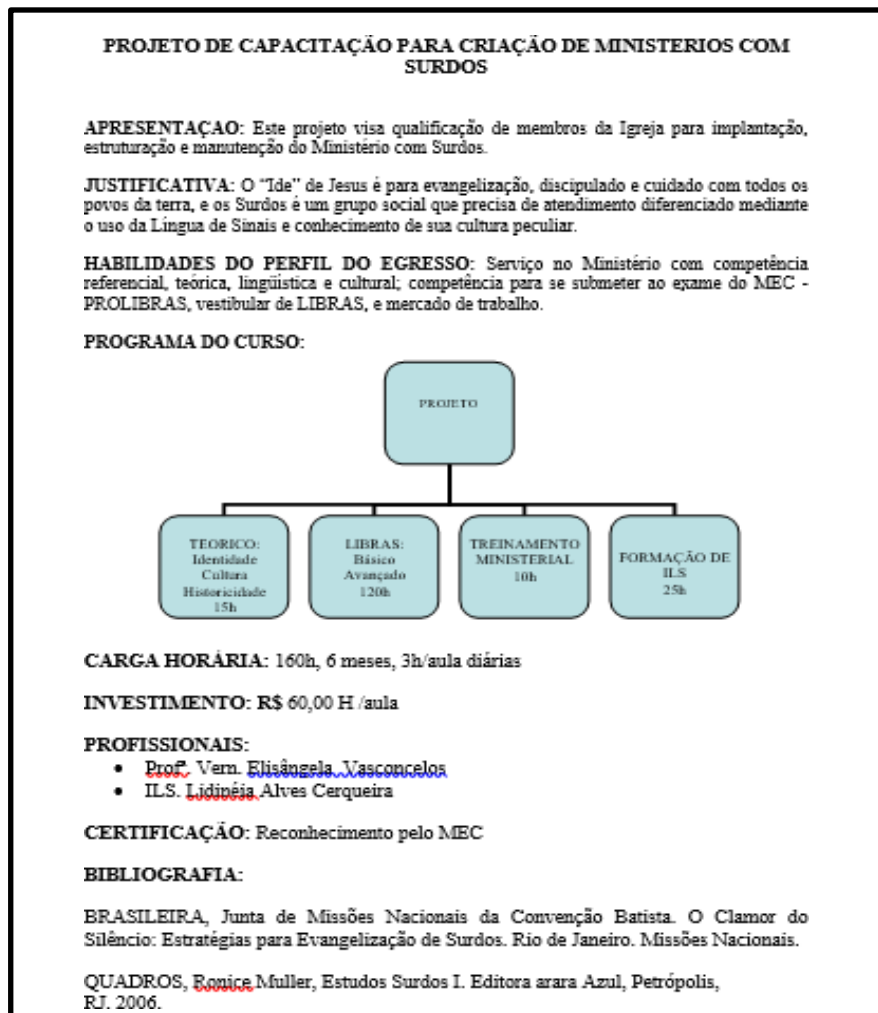 PROJETO DE CAPACITAÇÃO PARA CRIAÇÃO DE MINISTERIOS COM
SURDOS
APRESENTAÇAO: Este projeto visa qualificação de membros da Igreja para implantação,
estruturação e manutenção do Ministério com Surdos.
JUSTIFICATIVA: O “Ide” de Jesus é para evangelização, discipulado e cuidado com todos os
povos da terra, e os Surdos é um grupo social que precisa de atendimento diferenciado mediante
o uso da Língua de Sinais e conhecimento de sua cultura peculiar.
HABILIDADES DO PERFIL DO EGRESSO: Serviço no Ministério com competência
referencial, teórica, lingüistica e cultural; competência para se submeter ao exame do MEC -
PROLIBRAS, vestibular de LIBRAS, e mercado de trabalho.
PROGRAMA DO CURSO:
PROJETO
TEORICO:
Identidade
Cultura
Historicidade
15h
LIBRAS:
Básico
Avançado
120h
TREINAMENTO
MINISTERIAL
10h
FORMAÇÃO DE
ILS
25h
CARGA HORÁRIA: 160h, 6 meses, 3h/aula diárias
INVESTIMENTO: R$ 60,00 H /aula
PROFISSIONAIS:
• Profª. Vern. Elisângela Vasconcelos
• ILS. Lidinéia Alves Cerqueira
CERTIFICAÇÃO: Reconhecimento pelo MEC
BIBLIOGRAFIA:
BRASILEIRA, Junta de Missões Nacionais da Convenção Batista. O Clamor do
Silêncio: Estratégias para Evangelização de Surdos. Rio de Janeiro. Missões Nacionais.
QUADROS, Ronice Muller, Estudos Surdos I. Editora arara Azul, Petrópolis,
RJ. 2006.